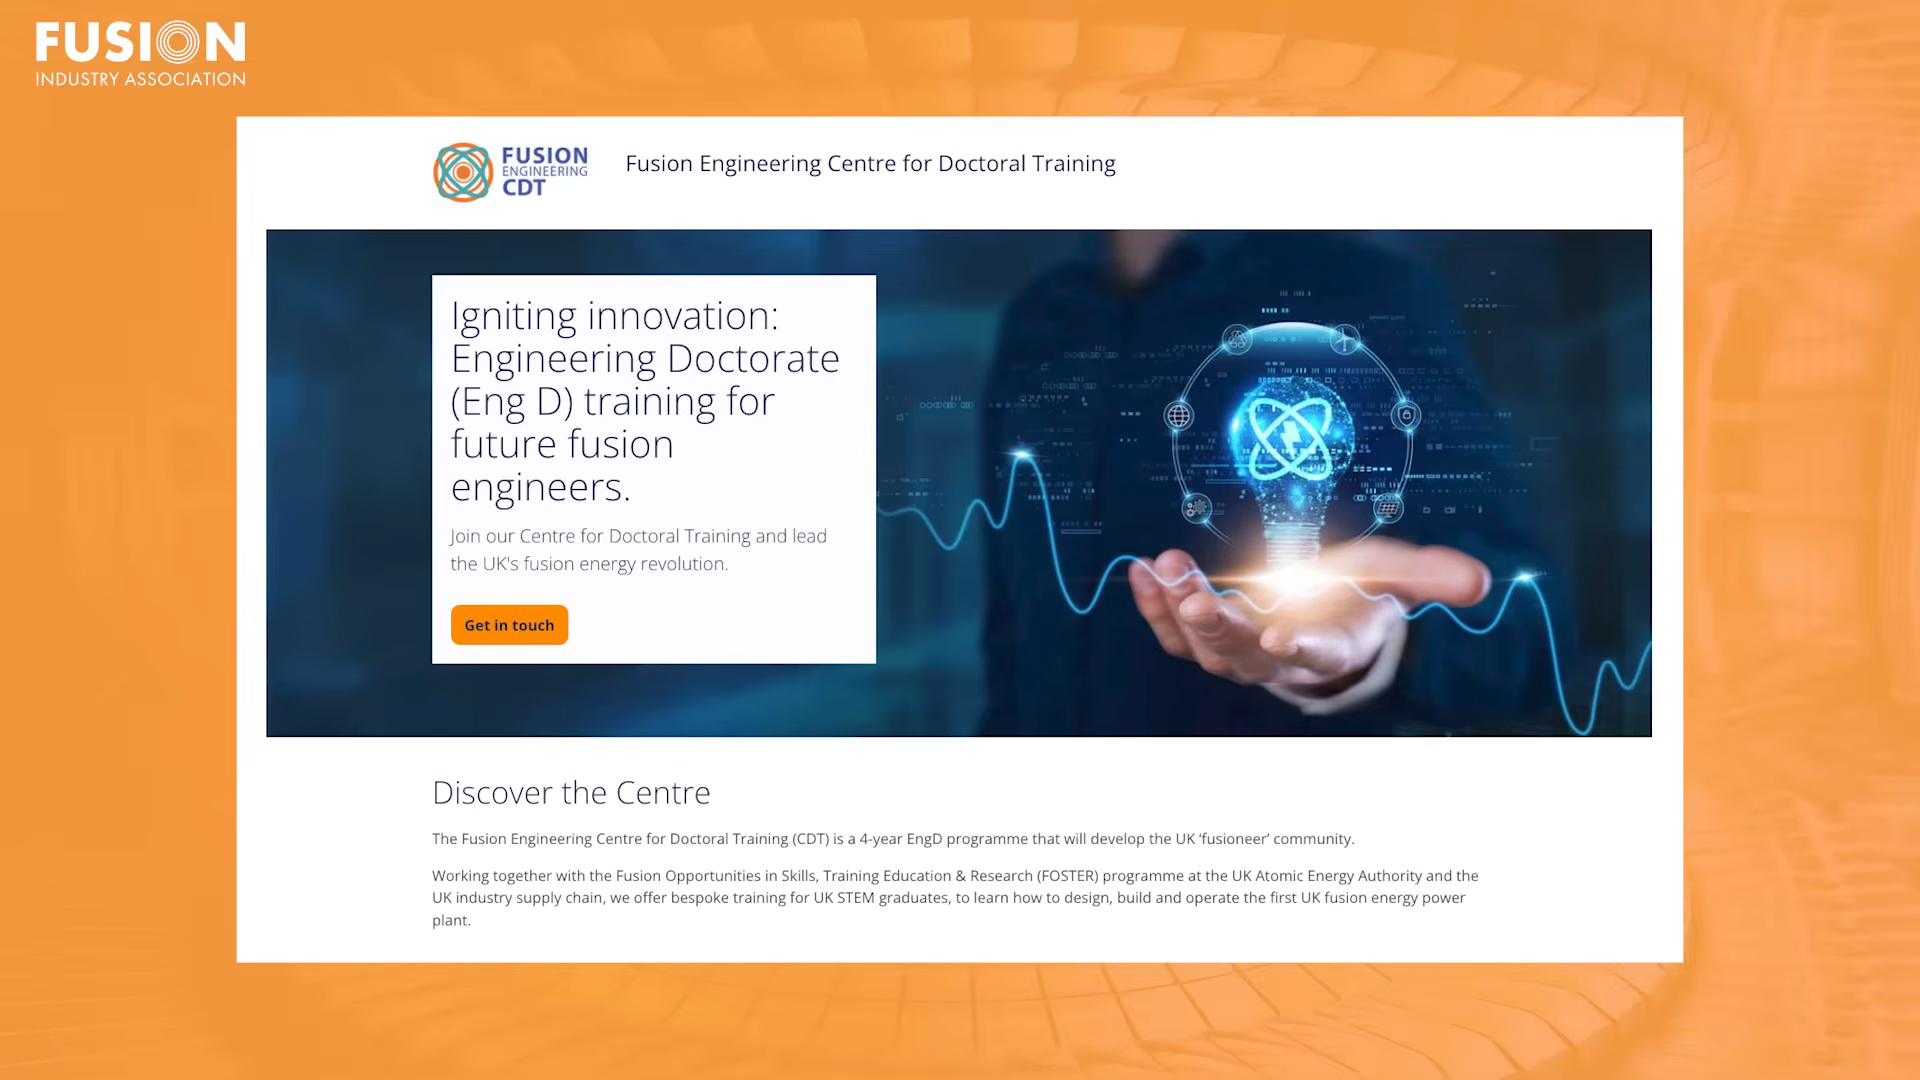 FUSION
INDUSTRY ASSOCIATION
FUSION
ENGINEERING
CDT
Fusion Engineering Centre for Doctoral Training
Igniting innovation:
Engineering Doctorate
(Eng D) training for
future fusion
engineers.
Join our Centre for Doctoral Training and lead
the UK's fusion energy revolution.
Get in touch
Discover the Centre
The Fusion Engineering Centre for Doctoral Training (CDT) is a 4-year EngD programme that will develop the UK ‘fusioneer’ community.
Working together with the Fusion Opportunities in Skills, Training Education & Research (FOSTER) programme at the UK Atomic Energy Authority and the
UK industry supply chain, we offer bespoke training for UK STEM graduates, to learn how to design, build and operate the first UK fusion energy power
plant.